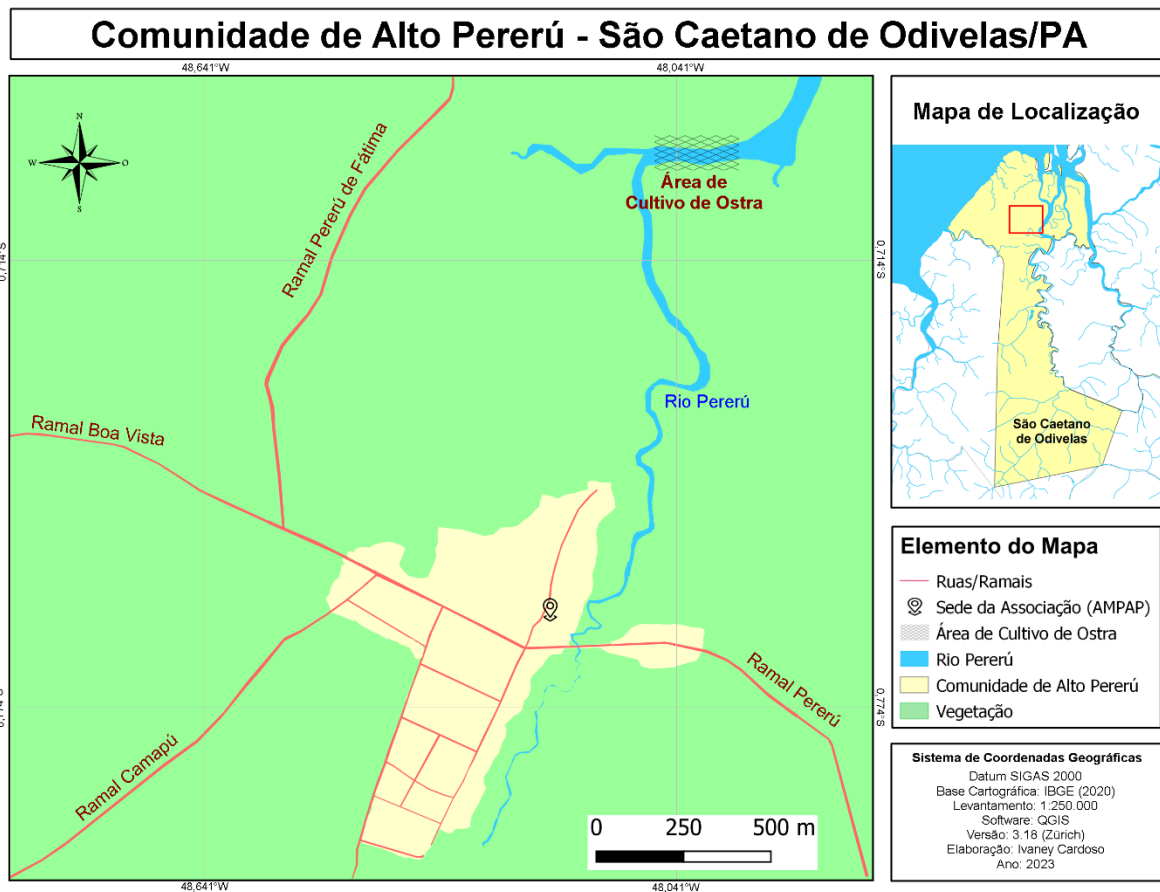 Comunidade de Alto Pererú - São Caetano de Odivelas/PA
48,641°W
48,041°W
N
W
O
S
Ramal Pererú de Fátima
Área de
Cultivo de Ostra
0,714°S
0,714°S
Ramal Boa Vista
Rio Pererú
Ramal Pererú
Ramal Camapú
0,774°S
0,774°S
0 250 500 m
48,641°W
48,041°W
Mapa de Localização
São Caetano
de Odivelas
Elemento do Mapa
Ruas/Ramais
Sede da Associação (AMPAP)
Área de Cultivo de Ostra
Rio Pererú
Comunidade de Alto Pererú
Vegetação
Sistema de Coordenadas Geográficas
Datum SIGAS 2000
Base Cartográfica: IBGE (2020)
Levantamento: 1:250.000
Software: QGIS
Versão: 3.18 (Zürich)
Elaboração: Ivaney Cardoso
Ano: 2023